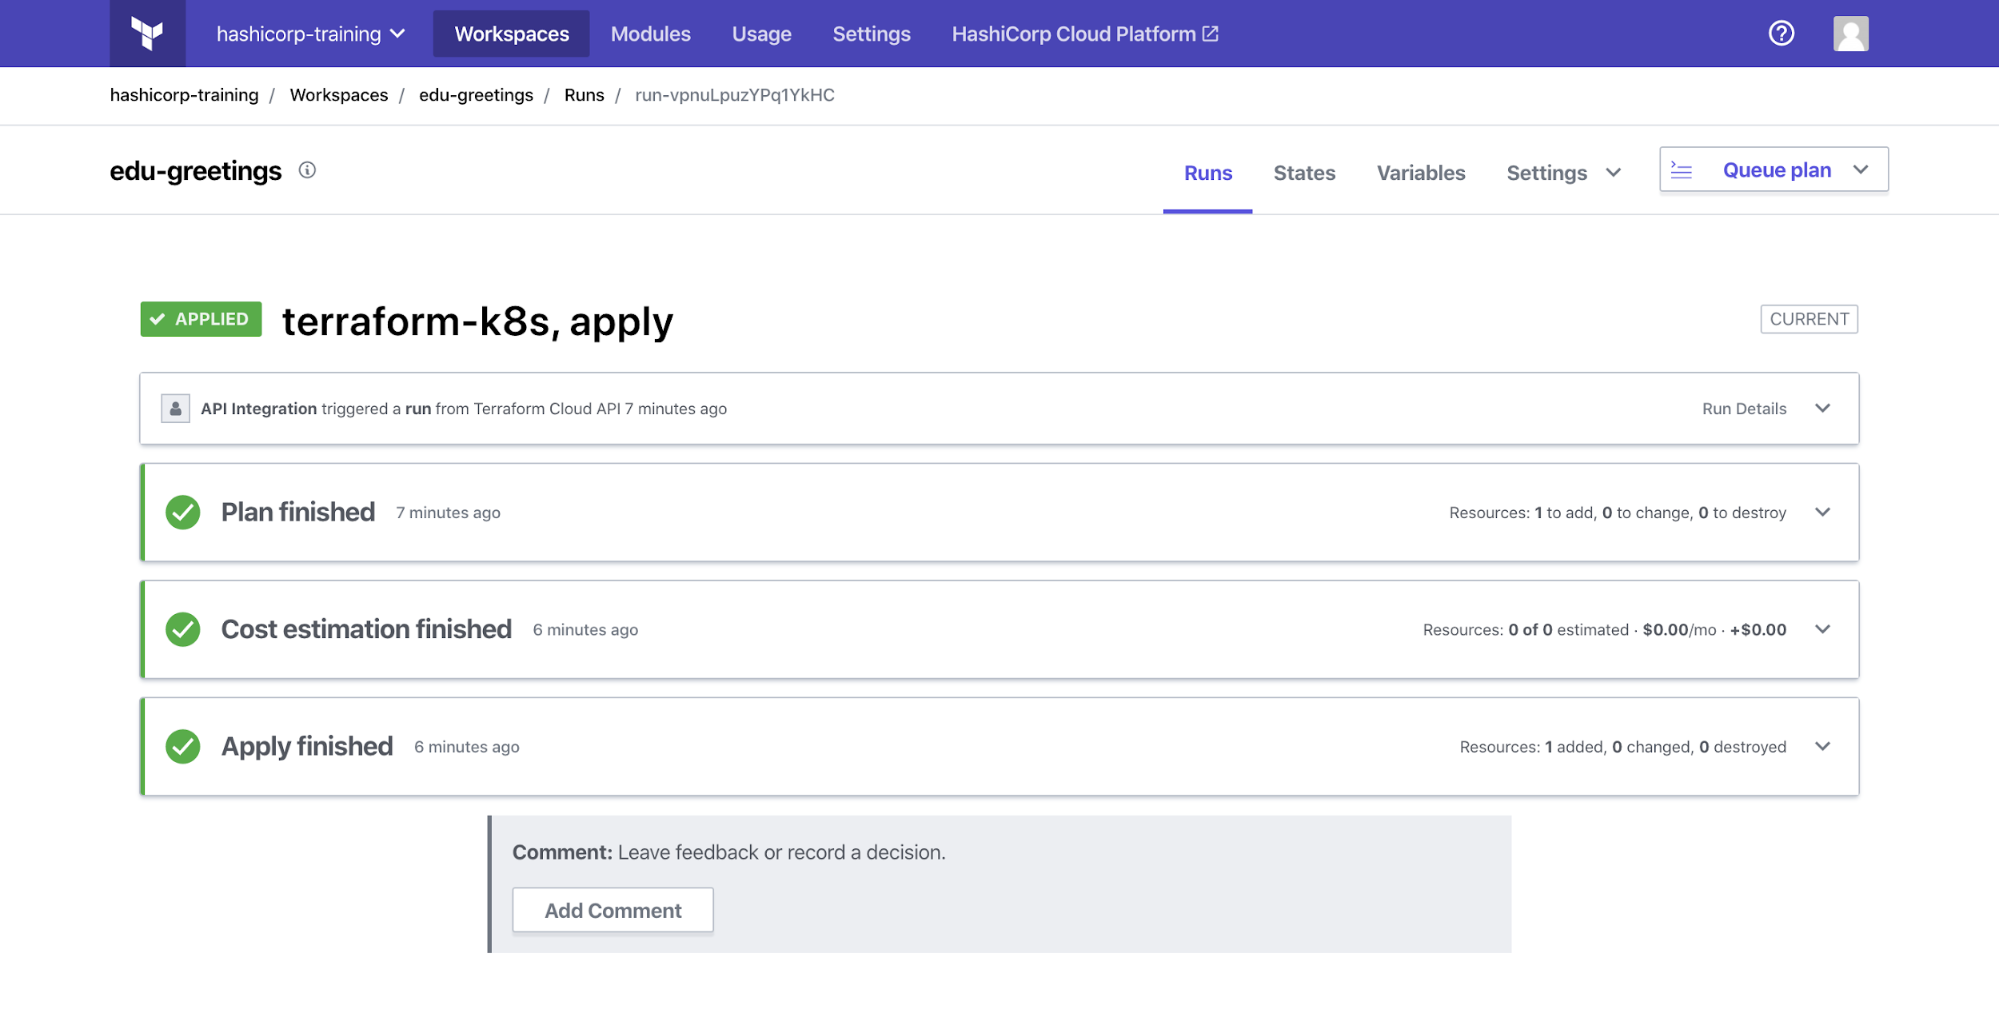 hashicorp-training Workspaces Modules Usage Settings HashiCorp Cloud Platform
hashicorp-training / Workspaces / edu-greetings / Runs / run-vpnuLpuzYPq1YkHC
edu-greetings Runs States Variables Settings Queue plan
APPLIED terraform-k8s, apply CURRENT
API Integration triggered a run from Terraform Cloud API 7 minutes ago Run Details
Plan finished 7 minutes ago Resources: 1 to add, 0 to change, 0 to destroy
Cost estimation finished 6 minutes ago Resources: 0 of 0 estimated · $0.00/mo · +$0.00
Apply finished 6 minutes ago Resources: 1 added, 0 changed, 0 destroyed
Comment: Leave feedback or record a decision.
Add Comment